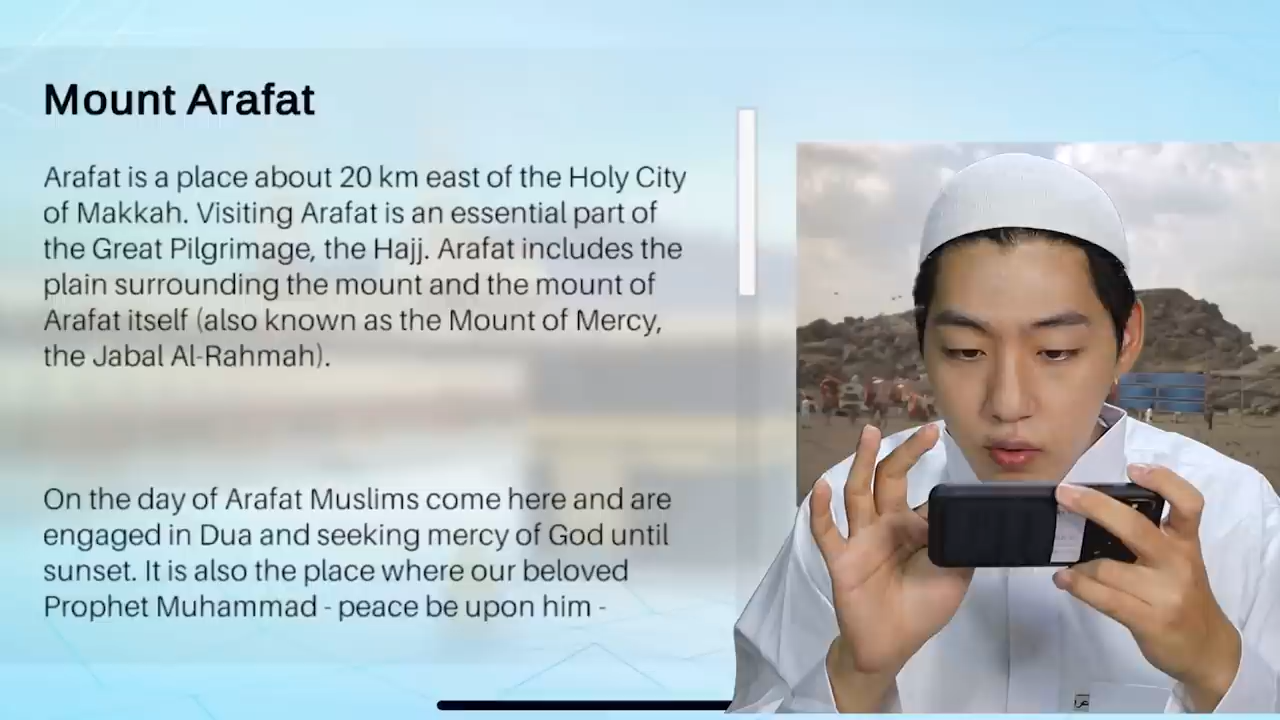 Mount Arafat
Arafat is a place about 20 km east of the Holy City
of Makkah. Visiting Arafat is an essential part of
the Great Pilgrimage, the Hajj. Arafat includes the
plain surrounding the mount and the mount of
Arafat itself (also known as the Mount of Mercy,
the Jabal Al-Rahmah).
On the day of Arafat Muslims come here and are
engaged in Dua and seeking mercy of God until
sunset. It is also the place where our beloved
Prophet Muhammad - peace be upon him -